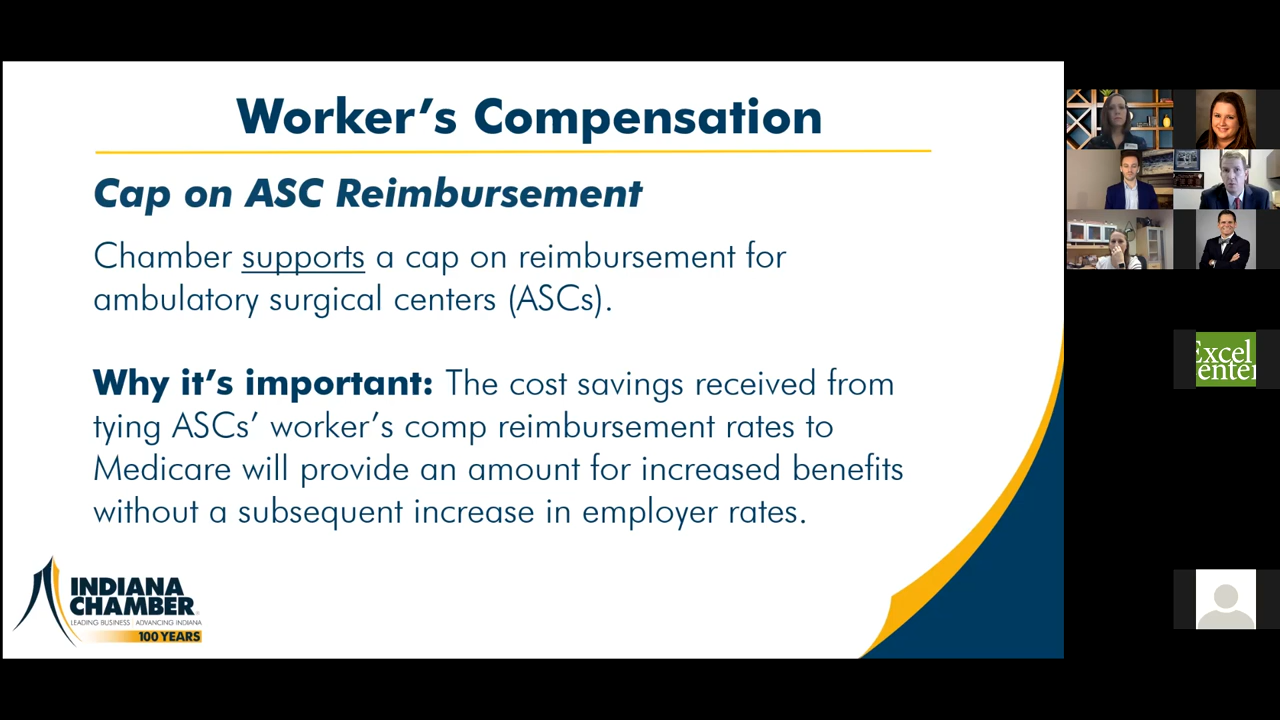 Worker’s Compensation
Cap on ASC Reimbursement
Chamber supports a cap on reimbursement for
ambulatory surgical centers (ASCs).
Why it’s important: The cost savings received from
tying ASCs’ worker’s comp reimbursement rates to
Medicare will provide an amount for increased benefits
without a subsequent increase in employer rates.
INDIANA
CHAMBER
LEADING BUSINESS | ADVANCING INDIANA
100 YEARS
Excel
enter